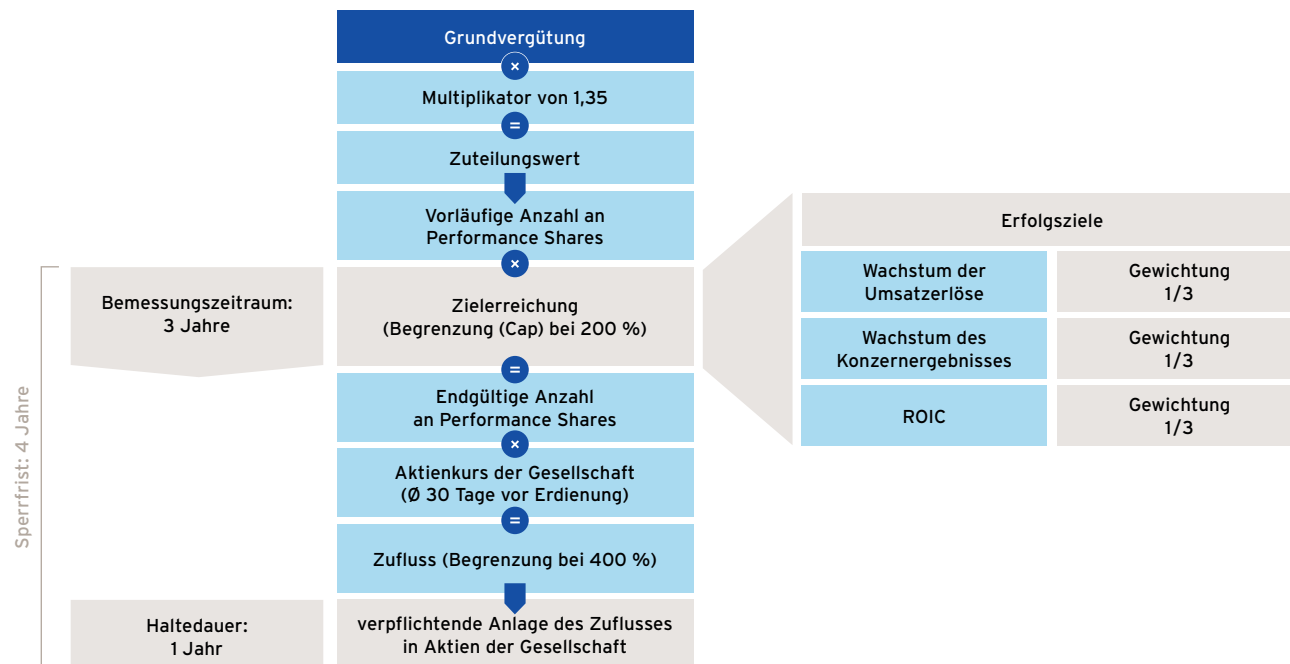 Grundvergütung
×
Multiplikator von 1,35
=
Zuteilungswert
Vorläufige Anzahl an
Performance Shares
×
Sperrfrist: 4 Jahre
Bemessungszeitraum:
3 Jahre
Zielerreichung
(Begrenzung (Cap) bei 200 %)
=
Endgültige Anzahl
an Performance Shares
×
Aktienkurs der Gesellschaft
(Ø 30 Tage vor Erdienung)
=
Zufluss (Begrenzung bei 400 %)
Haltedauer:
1 Jahr
verpflichtende Anlage des Zuflusses
in Aktien der Gesellschaft
Erfolgsziele
Wachstum der
Umsatzerlöse
Gewichtung
1/3
Wachstum des
Konzernergebnisses
Gewichtung
1/3
ROIC
Gewichtung
1/3